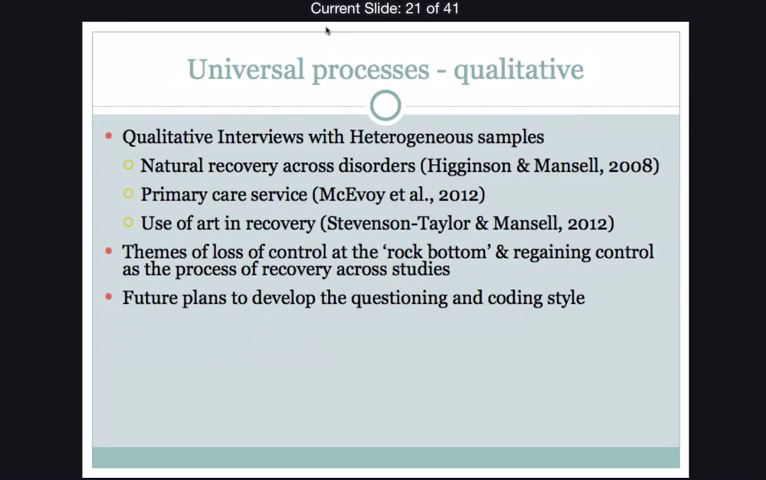 Current Slide: 21 of 41
Universal processes - qualitative
Qualitative Interviews with Heterogeneous samples
Natural recovery across disorders (Higginson & Mansell, 2008)
Primary care service (McEvoy et al., 2012)
Use of art in recovery (Stevenson-Taylor & Mansell, 2012)
Themes of loss of control at the ‘rock bottom’ & regaining control
as the process of recovery across studies
Future plans to develop the questioning and coding style